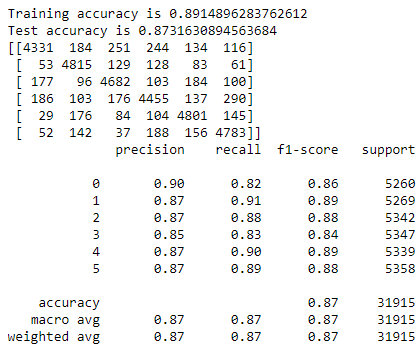 Training accuracy is 0.8914896283762612
Test accuracy is 0.8731630894563684
[[4331 184 251 244 134 116]
[ 53 4815 129 128 83 61]
[ 177 96 4682 103 184 100]
[ 186 103 176 4455 137 290]
[ 29 176 84 104 4801 145]
[ 52 142 37 188 156 4783]]
precision recall f1-score support
0 0.90 0.82 0.86 5260
1 0.87 0.91 0.89 5269
2 0.87 0.88 0.88 5342
3 0.85 0.83 0.84 5347
4 0.87 0.90 0.89 5339
5 0.87 0.89 0.88 5358
accuracy 0.87 31915
macro avg 0.87 0.87 0.87 31915
weighted avg 0.87 0.87 0.87 31915